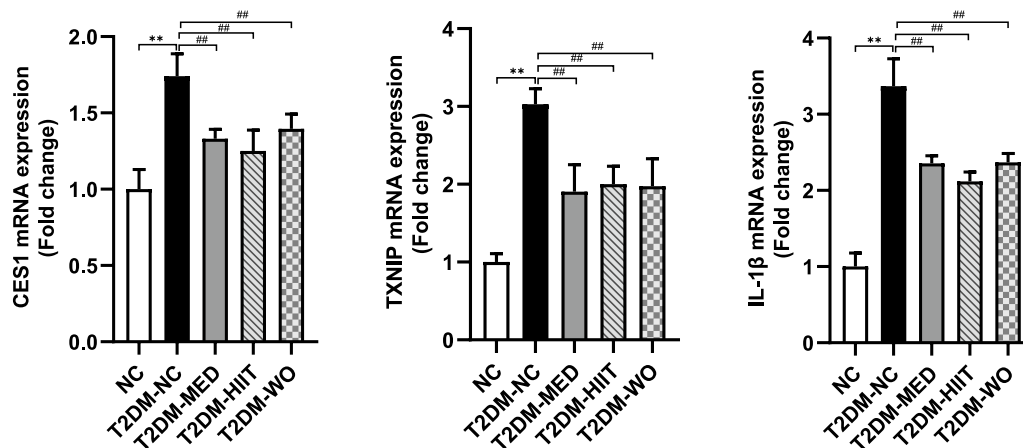 CES1 mRNA expression
(Fold change)
2.0
1.5
1.0
0.5
0.0
**
##
##
##
NC
T2DM-NC
T2DM-MED
T2DM-HIIT
T2DM-WO
TXNIP mRNA expression
(Fold change)
4
3
2
1
0
**
##
##
##
NC
T2DM-NC
T2DM-MED
T2DM-HIIT
T2DM-WO
IL-1β mRNA expression
(Fold change)
4
3
2
1
0
**
##
##
##
NC
T2DM-NC
T2DM-MED
T2DM-HIIT
T2DM-WO